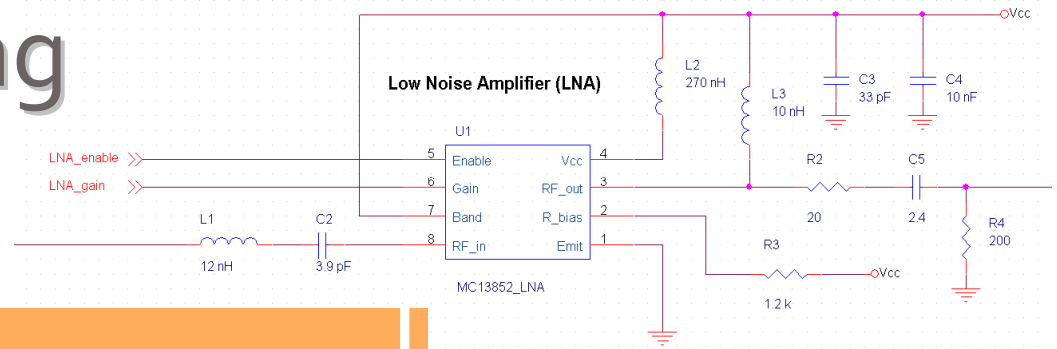 ng
Vcc
Low Noise Amplifier (LNA)
L2
270 nH
L3
10 nH
C3
33 pF
C4
10 nF
U1
LNA_enable
5
Enable
Vcc
4
LNA_gain
6
Gain
RF_out
3
R2
20
C5
2.4
7
Band
R_bias
2
L1
12 nH
C2
3.9 pF
8
RF_in
Emit
1
R4
200
R3
1.2 k
Vcc
MC13852_LNA